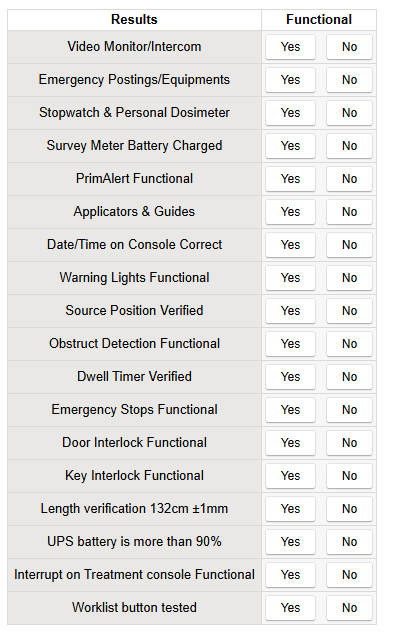 Results Functional
Video Monitor/Intercom Yes No
Emergency Postings/Equipments Yes No
Stopwatch & Personal Dosimeter Yes No
Survey Meter Battery Charged Yes No
PrimAlert Functional Yes No
Applicators & Guides Yes No
Date/Time on Console Correct Yes No
Warning Lights Functional Yes No
Source Position Verified Yes No
Obstruct Detection Functional Yes No
Dwell Timer Verified Yes No
Emergency Stops Functional Yes No
Door Interlock Functional Yes No
Key Interlock Functional Yes No
Length verification 132cm ±1mm Yes No
UPS battery is more than 90% Yes No
Interrupt on Treatment console Functional Yes No
Worklist button tested Yes No